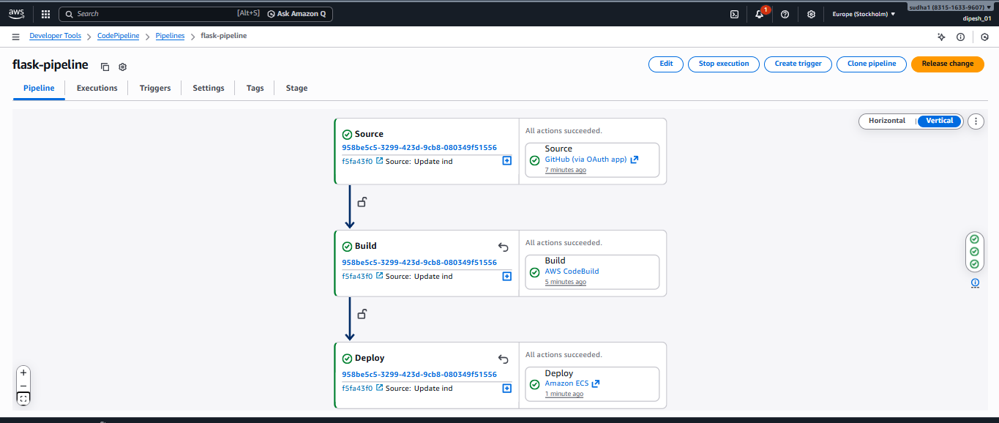 aws
Search
[Alt+S]
Ask Amazon Q
1
Europe (Stockholm) ▼
sudha1 (8315-1633-9607) ▼
dipesh_01
Developer Tools > CodePipeline > Pipelines > flask-pipeline
flask-pipeline
Edit
Stop execution
Create trigger
Clone pipeline
Release change
Pipeline
Executions
Triggers
Settings
Tags
Stage
Horizontal
Vertical
Source
958be5c5-3299-423d-9cb8-080349f51556
f5fa43f0 Source: Update ind
All actions succeeded.
Source
GitHub (via OAuth app)
7 minutes ago
Build
958be5c5-3299-423d-9cb8-080349f51556
f5fa43f0 Source: Update ind
All actions succeeded.
Build
AWS CodeBuild
5 minutes ago
Deploy
958be5c5-3299-423d-9cb8-080349f51556
f5fa43f0 Source: Update ind
All actions succeeded.
Deploy
Amazon ECS
1 minute ago